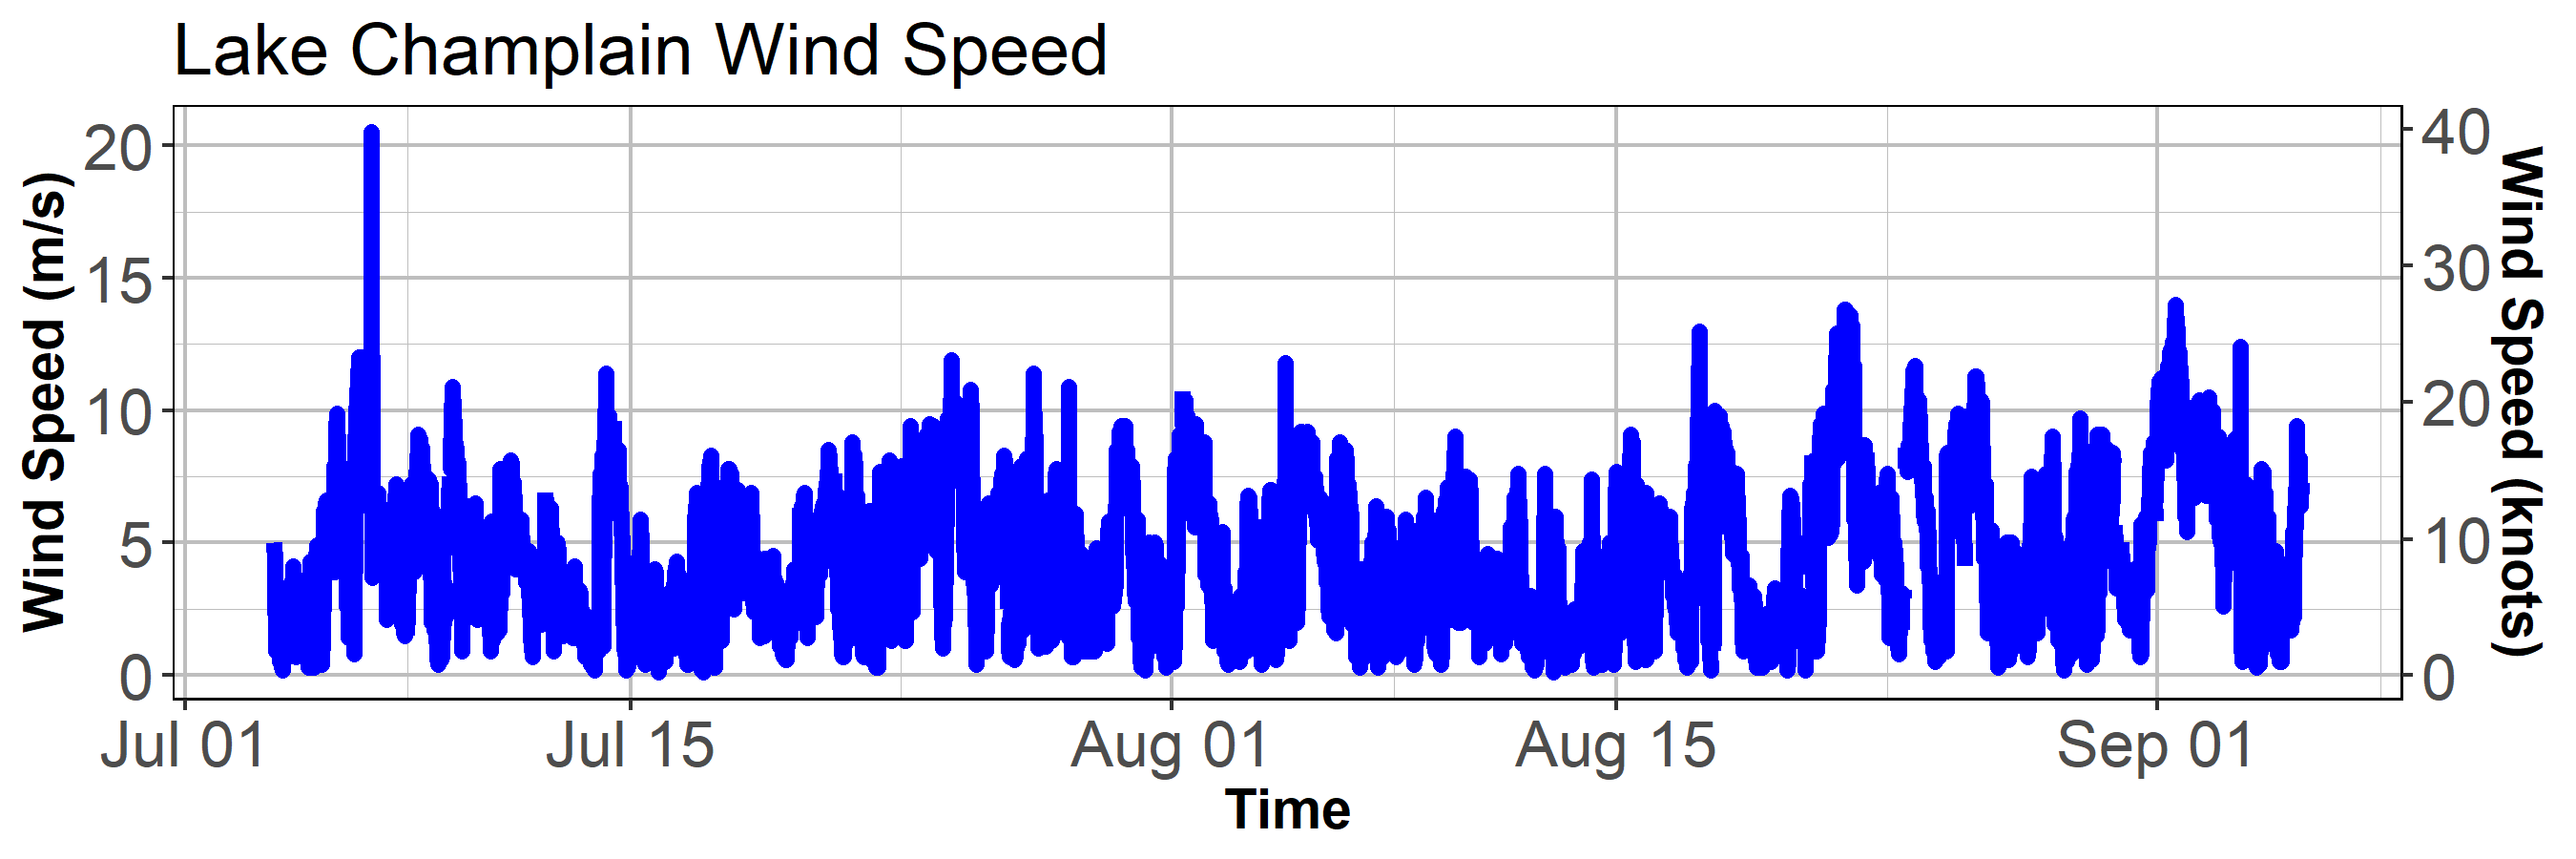 Lake Champlain Wind Speed
Wind Speed (m/s)
20
15
10
5
0
40
30
20
10
0
Wind Speed (knots)
Jul 01
Jul 15
Aug 01
Aug 15
Sep 01
Time